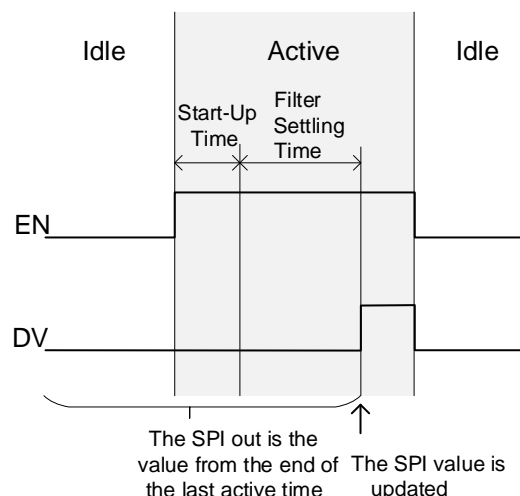 Idle
Active
Idle
Start-Up
Time
Filter
Settling
Time
EN
DV
The SPI out is the
value from the end of
the last active time
The SPI value is
updated